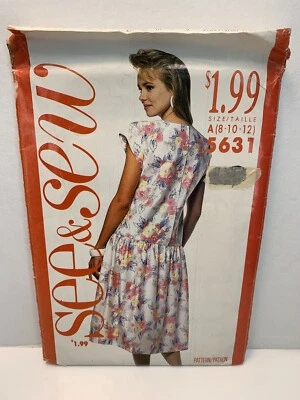 see & sew
$1.99
$1.99
SIZE/TAILLE
A(8-10-12)
5631
PATTERN/PATRON